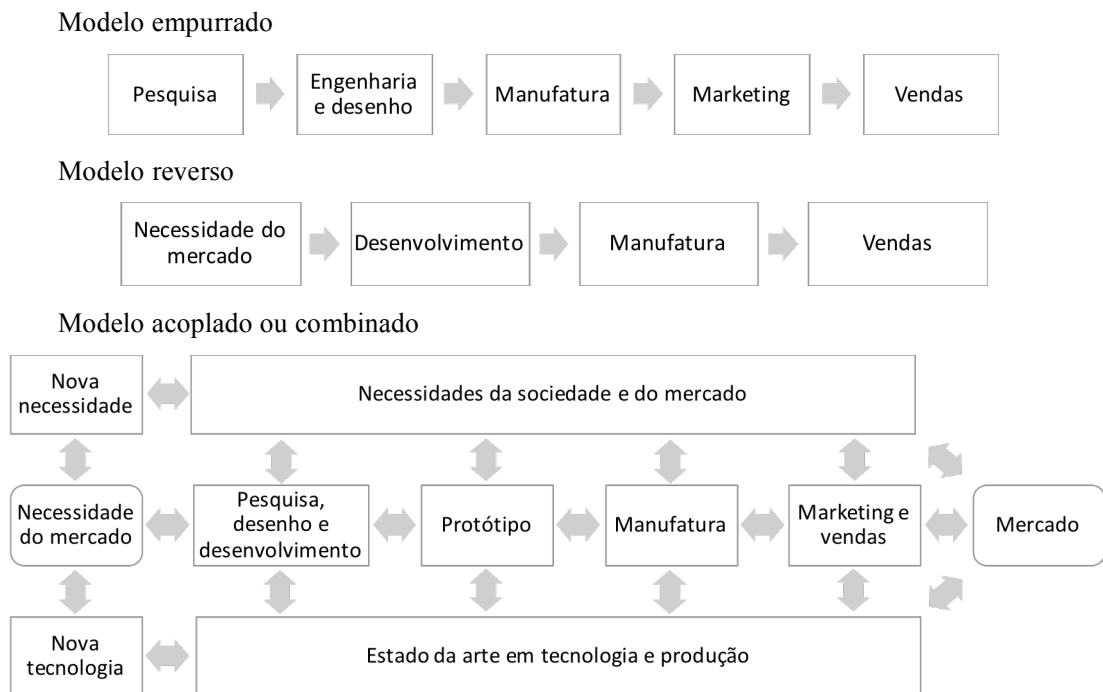 Modelo empurrado
Pesquisa
Engenharia
e desenho
Manufatura
Marketing
Vendas
Modelo reverso
Necessidade do
mercado
Desenvolvimento
Manufatura
Vendas
Modelo acoplado ou combinado
Nova
necessidade
Necessidades da sociedade e do mercado
Necessidade
do mercado
Pesquisa,
desenho e
desenvolvimento
Protótipo
Manufatura
Marketing e
vendas
Mercado
Nova
tecnologia
Estado da arte em tecnologia e produção